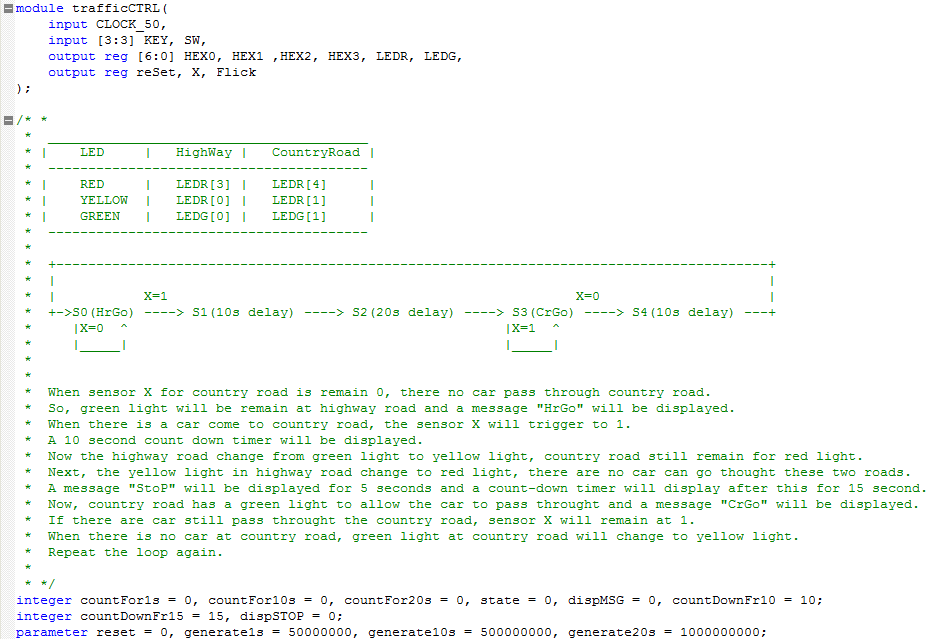 module trafficCTRL(
    input CLOCK_50,
    input [3:3] KEY, SW,
    output reg [6:0] HEX0, HEX1 ,HEX2, HEX3, LEDR, LEDG,
    output reg reSet, X, Flick
);

/* *
 *   ________________________________________
 * |    LED     |   HighWay |   CountryRoad |
 *   ----------------------------------------
 * |    RED     |   LEDR[3] |   LEDR[4]     |
 * |    YELLOW  |   LEDR[0] |   LEDR[1]     |
 * |    GREEN   |   LEDG[0] |   LEDG[1]     |
 *   ----------------------------------------
 *
 *  +-----------------------------------------------------------------------------------------+
 *  |                                                                                         |
 *  |           X=1                                                   X=0                     |
 *  +->S0(HrGo) ----> S1(10s delay) ----> S2(20s delay) ----> S3(CrGo) ----> S4(10s delay) ---+
 *     |X=0  ^                                                |X=1  ^
 *     |_____|                                                |_____|
 *
 *
 *  When sensor X for country road is remain 0, there no car pass through country road.
 *  So, green light will be remain at highway road and a message "HrGo" will be displayed.
 *  When there is a car come to country road, the sensor X will trigger to 1.
 *  A 10 second count down timer will be displayed.
 *  Now the highway road change from green light to yellow light, country road still remain for red light.
 *  Next, the yellow light in highway road change to red light, there are no car can go thought these two roads.
 *  A message "StoP" will be displayed for 5 seconds and a count-down timer will display after this for 15 second.
 *  Now, country road has a green light to allow the car to pass throught and a message "CrGo" will be displayed.
 *  If there are car still pass throught the country road, sensor X will remain at 1.
 *  When there is no car at country road, green light at country road will change to yellow light.
 *  Repeat the loop again.
 *
 * */
integer countFor1s = 0, countFor10s = 0, countFor20s = 0, state = 0, dispMSG = 0, countDownFr10 = 10;
integer countDownFr15 = 15, dispSTOP = 0;
parameter reset = 0, generate1s = 50000000, generate10s = 500000000, generate20s = 1000000000;